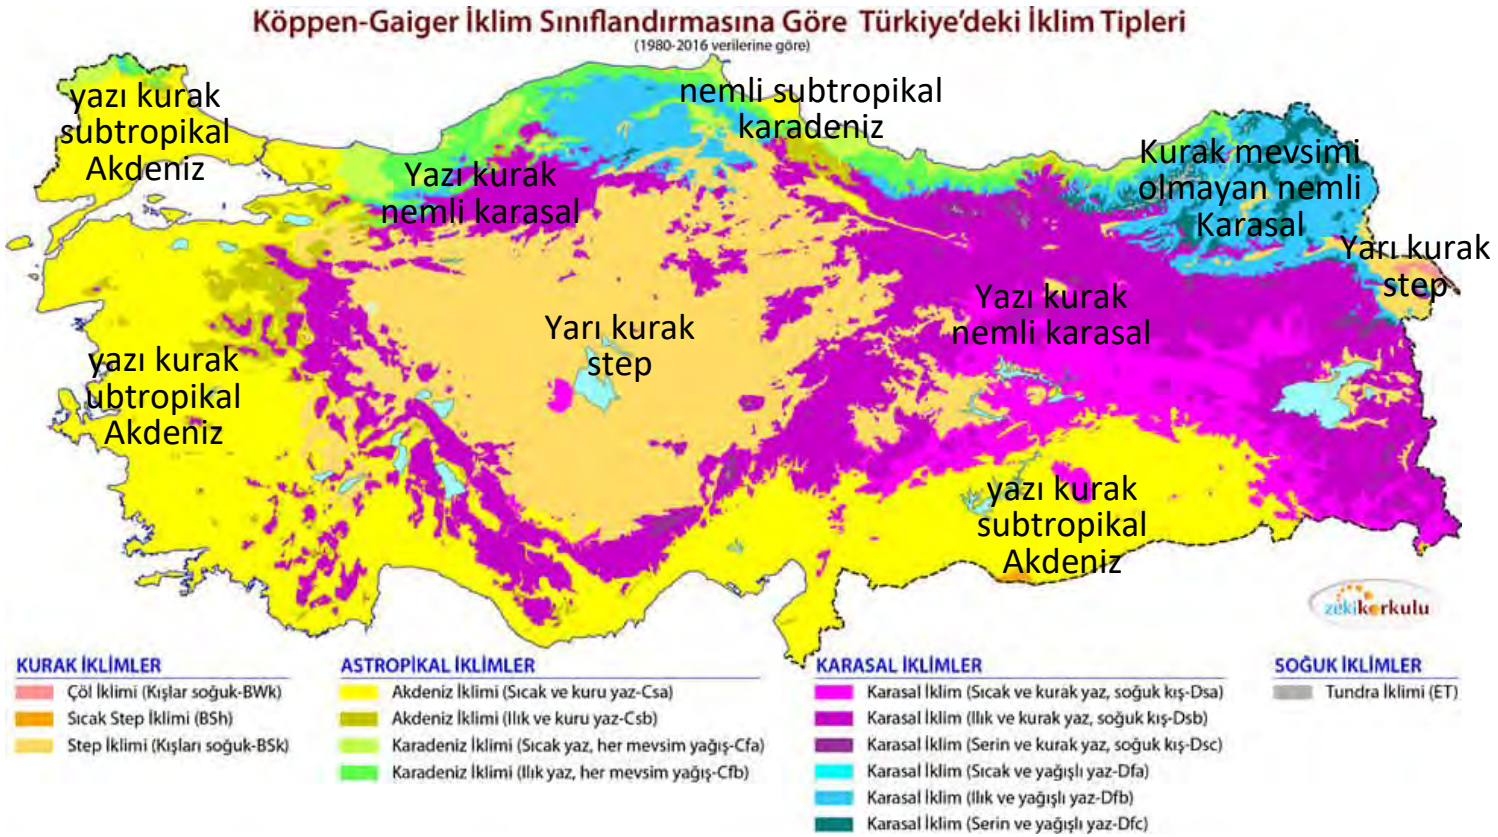 Köppen-Gaiger İklim Sınıflandırmasına Göre Türkiye'deki İklim Tipleri
(1980-2016 verilerine göre)
yazı kurak
subtropikal
Akdeniz
nemli subtropikal
karadeniz
Yazı kurak
nemli karasal
Kurak mevsimi
olmayan nemli
Karasal
Yarı kurak
step
Yazı kurak
nemli karasal
Yarı kurak
step
yazı kurak
ubtropikal
Akdeniz
yazı kurak
subtropikal
Akdeniz
zekikorkulu
KURAK İKLİMLER
Çöl İklimi (Kışlar soğuk-BWk)
Sıcak Step İklimi (BSh)
Step İklimi (Kışları soğuk-BSk)
ASTROPİKAL İKLİMLER
Akdeniz İklimi (Sıcak ve kuru yaz-Csa)
Akdeniz İklimi (Ilık ve kuru yaz-Csb)
Karadeniz İklimi (Sıcak yaz, her mevsim yağış-Cfa)
Karadeniz İklimi (Ilık yaz, her mevsim yağış-Cfb)
KARASAL İKLİMLER
Karasal İklim (Sıcak ve kurak yaz, soğuk kış-Dsa)
Karasal İklim (Ilık ve kurak yaz, soğuk kış-Dsb)
Karasal İklim (Serin ve kurak yaz, soğuk kış-Dsc)
Karasal İklim (Sıcak ve yağışlı yaz-Dfa)
Karasal İklim (Ilık ve yağışlı yaz-Dfb)
Karasal İklim (Serin ve yağışlı yaz-Dfc)
SOĞUK İKLİMLER
Tundra İklimi (ET)